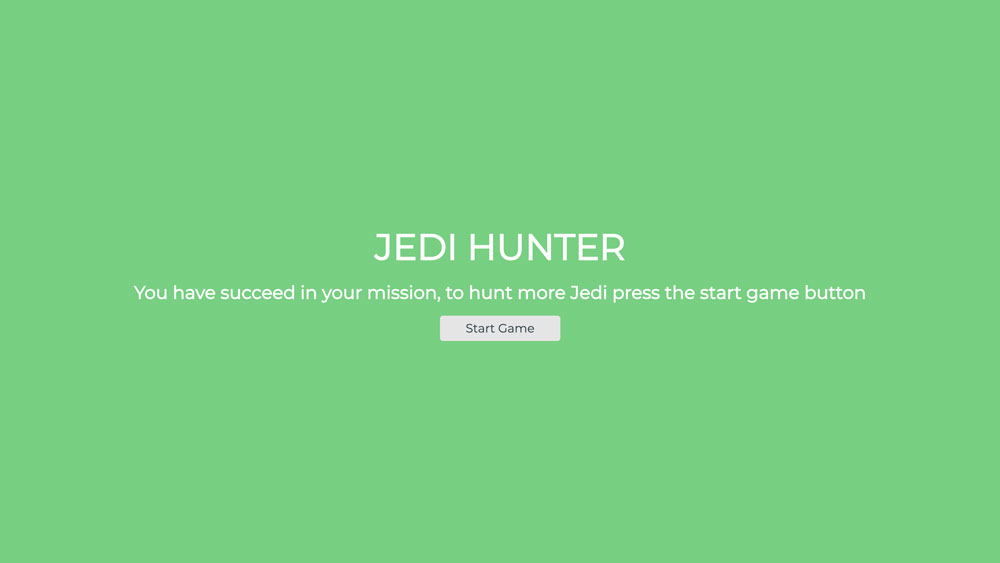 JEDI HUNTER
You have succeed in your mission, to hunt more Jedi press the start game button
Start Game